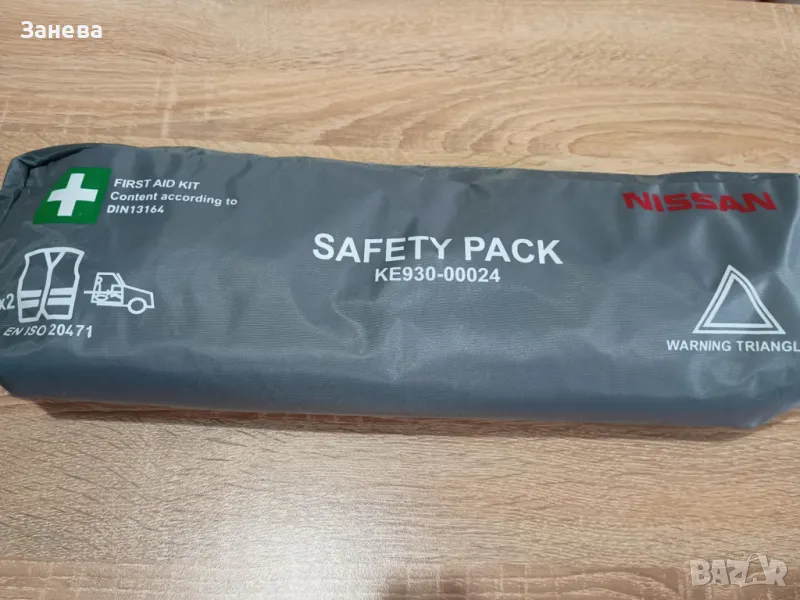 Занева
FIRST AID KIT
Content according to
DIN13164
NISSAN
SAFETY PACK
KE930-00024
x2
EN ISO 20471
WARNING TRIANGL
BAZAR